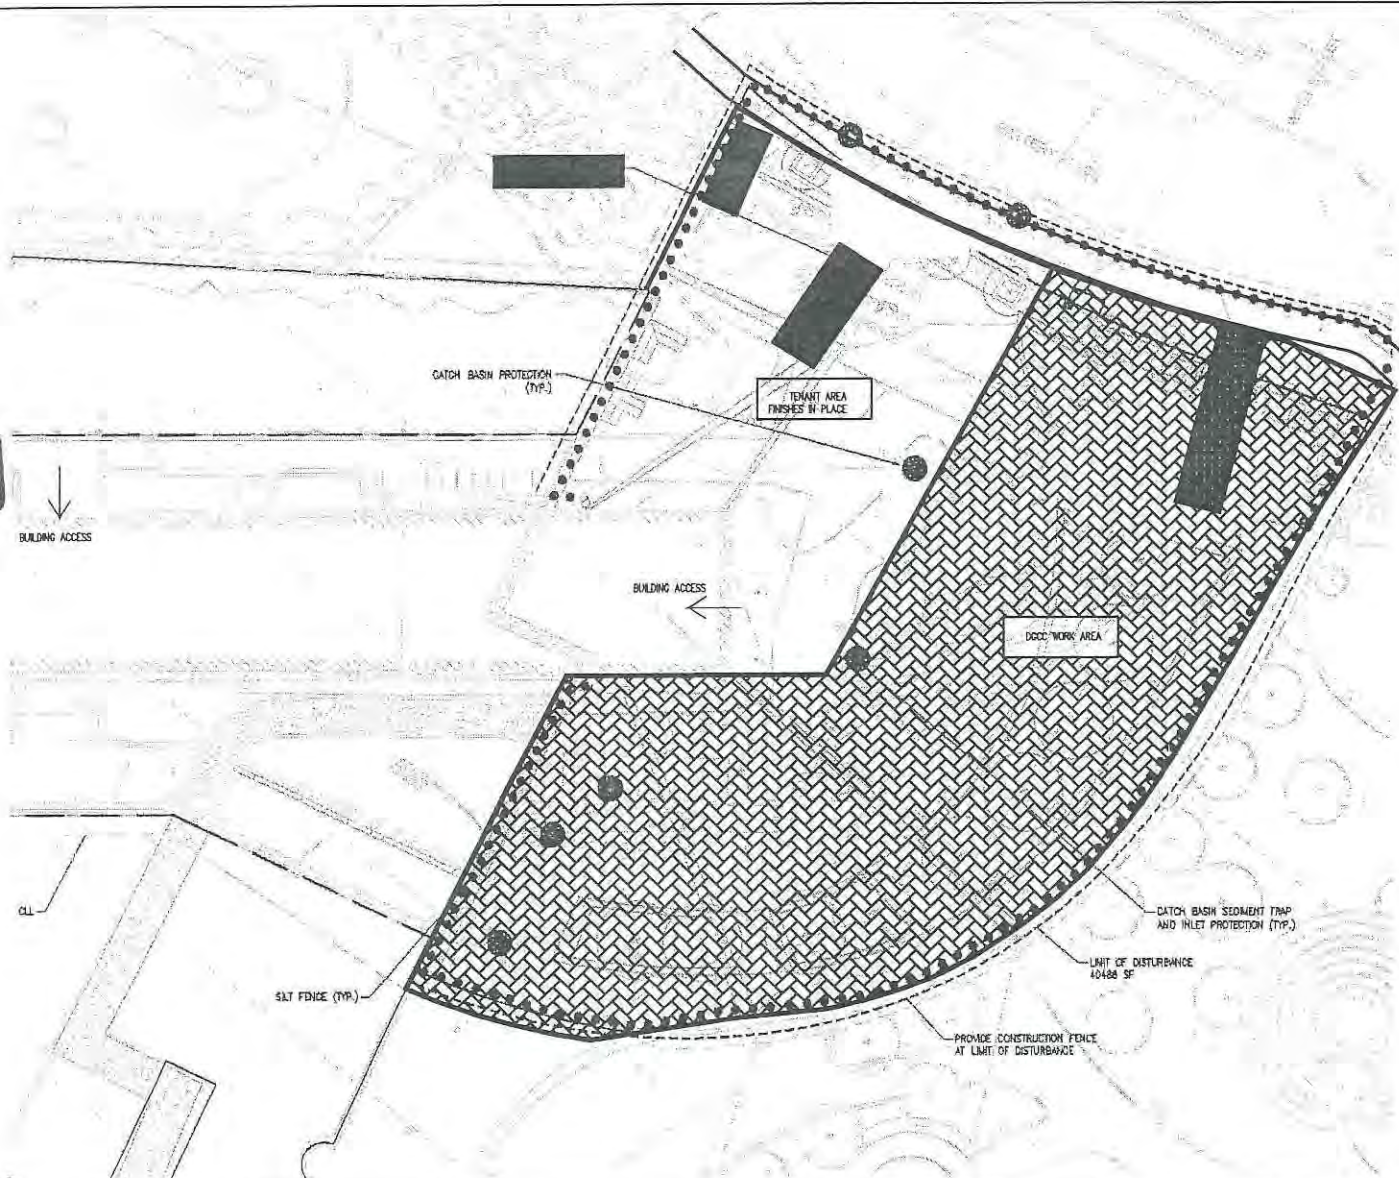 CATCH BASIN PROTECTION
(TYP.)
TENANT AREA
FINISHES IN PLACE
BUILDING ACCESS
BUILDING ACCESS
DGCC WORK AREA
CLL
CATCH BASIN SEDIMENT TRAP
AND INLET PROTECTION (TYP.)
LIMIT OF DISTURBANCE
40486 SF
SILT FENCE (TYP.)
PROVIDE CONSTRUCTION FENCE
AT LIMIT OF DISTURBANCE